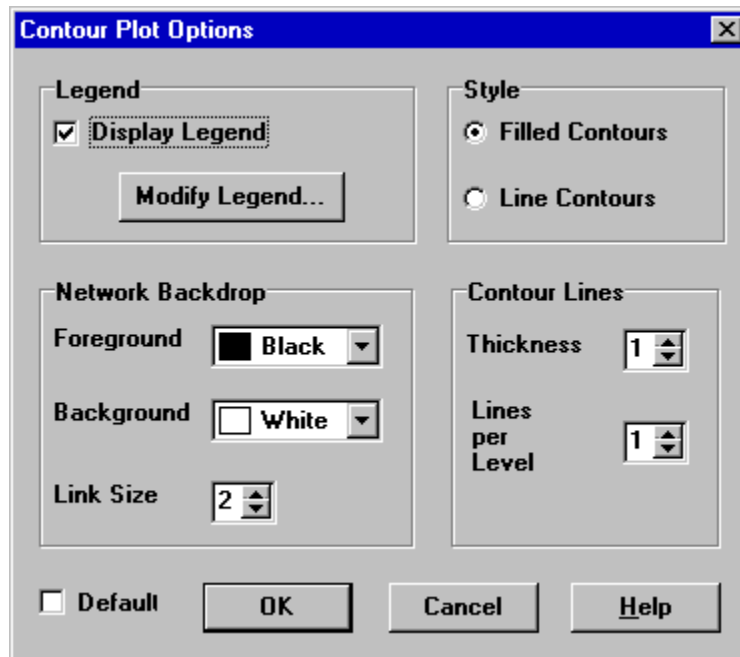 Contour Plot Options
Legend
Display Legend
Modify Legend...
Style
Filled Contours
Line Contours
Network Backdrop
Foreground
Black
Background
White
Link Size
2
Contour Lines
Thickness
1
Lines
per
Level
1
Default
OK
Cancel
Help